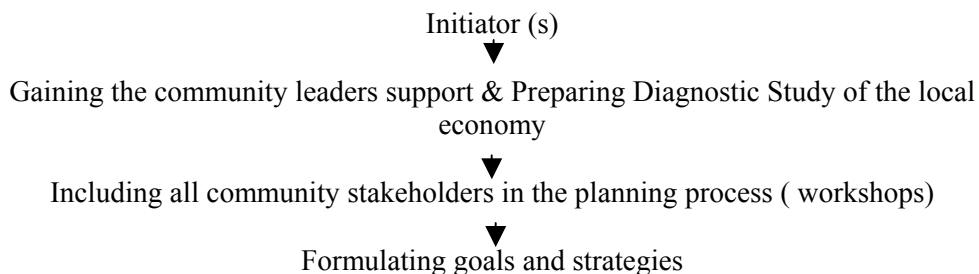 Initiator (s)
Gaining the community leaders support & Preparing Diagnostic Study of the local
economy
Including all community stakeholders in the planning process ( workshops)
Formulating goals and strategies